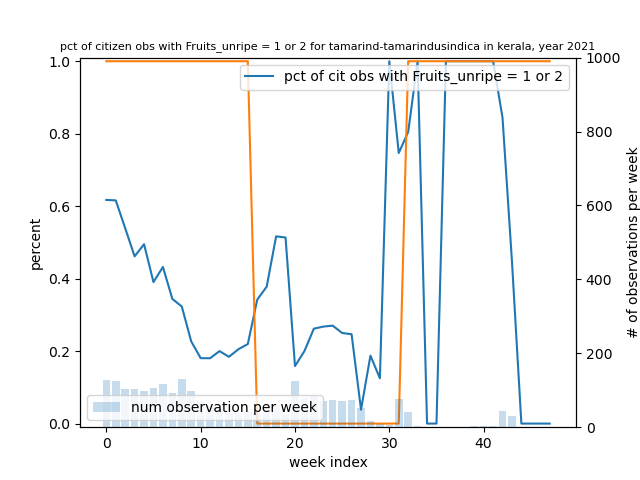 pct of citizen obs with Fruits_unripe = 1 or 2 for tamarind-tamarindusindica in kerala, year 2021
1.0
0.8
0.6
0.4
0.2
0.0
percent
1000
800
600
400
200
0
# of observations per week
pct of cit obs with Fruits_unripe = 1 or 2
num observation per week
0
10
20
30
40
week index